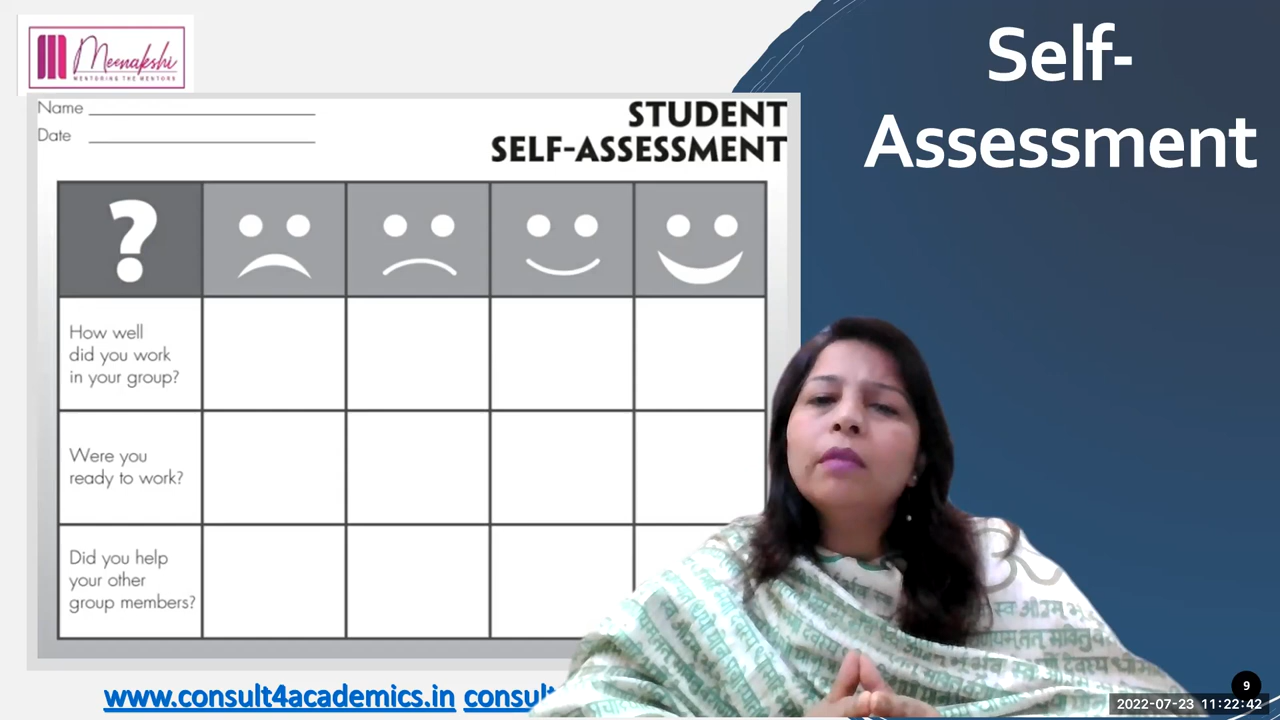 Meenakshi
MENTORING THE MENTORS
Self-
Assessment
Name
Date
STUDENT
SELF-ASSESSMENT
?
How well
did you work
in your group?
Were you
ready to work?
Did you help
your other
group members?
www.consult4academics.in consult
9
2022-07-23 11:22:42